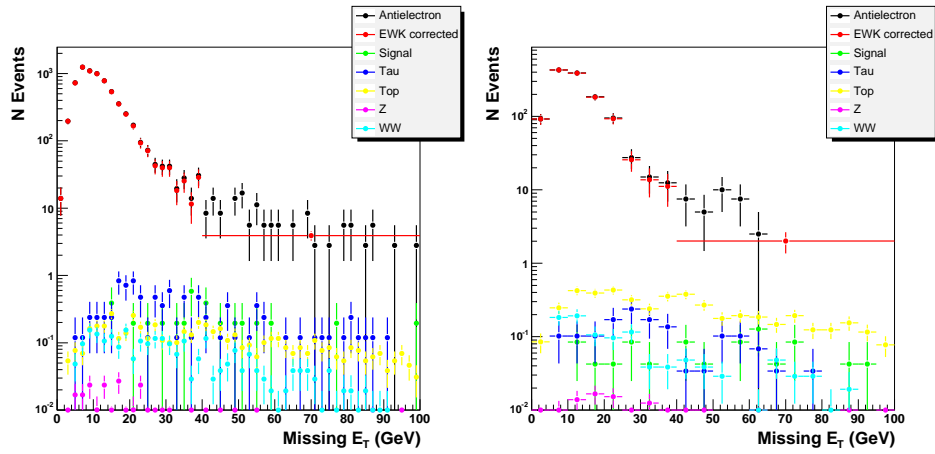 Antielectron
EWK corrected
Signal
Tau
Top
Z
WW
N Events
10³
10²
10
1
10⁻¹
10⁻²
0 10 20 30 40 50 60 70 80 90 100
Missing E_T (GeV)
Antielectron
EWK corrected
Signal
Tau
Top
Z
WW
N Events
10²
10
1
10⁻¹
10⁻²
0 10 20 30 40 50 60 70 80 90 100
Missing E_T (GeV)